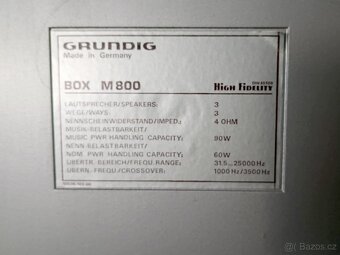 GRUNDIG
Made in Germany
BOX M800
HIGH FIDELITY
LAUTSPRECHER/SPEAKERS: 3
WEGE/WAYS: 3
NENNSCHEINWIDERSTAND/IMPED.: 4 OHM
MUSIK-BELASTBARKEIT/
MUSIC PWR HANDLING CAPACITY: 90W
NENN-BELASTBARKEIT/
NOM. PWR HANDLING CAPACITY: 60W
ÜBERTR. BEREICH/FREQU. RANGE: 31.5...25000 Hz
ÜBERN. FREQU./CROSSOVER: 1000 Hz/3500 Hz
Bazos.cz